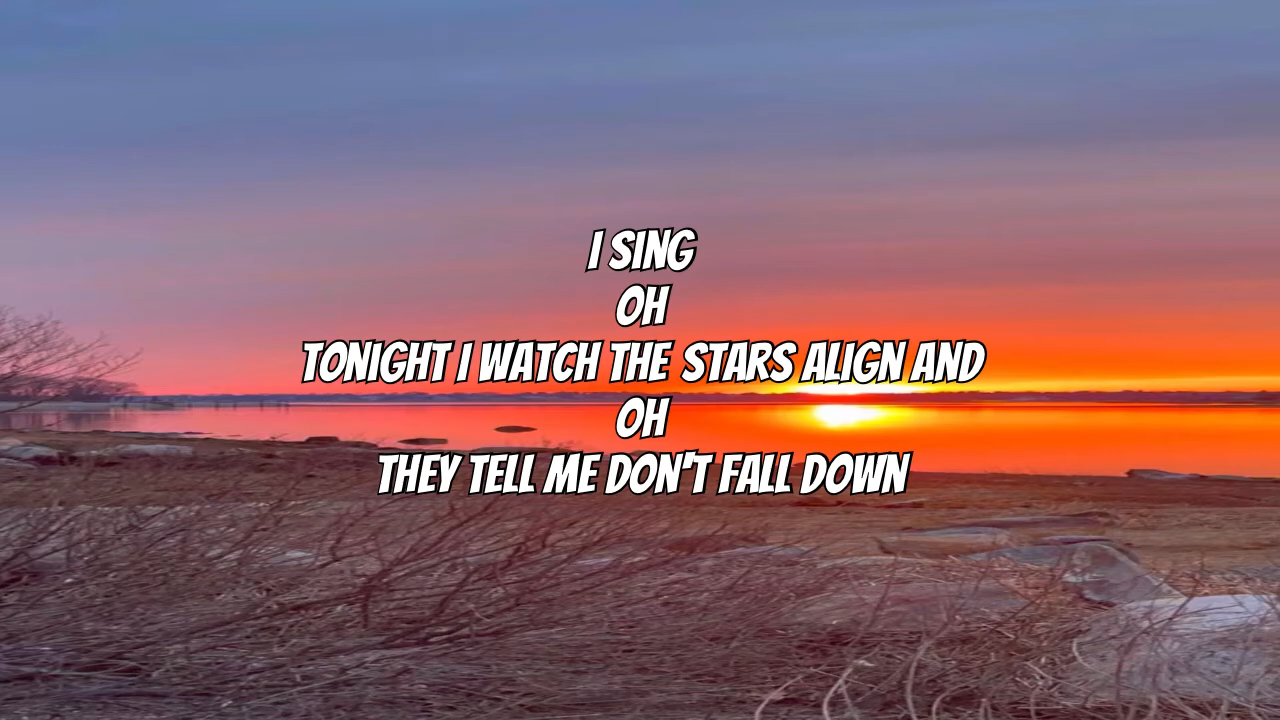 I SING
OH
TONIGHT I WATCH THE STARS ALIGN AND
OH
THEY TELL ME DON'T FALL DOWN